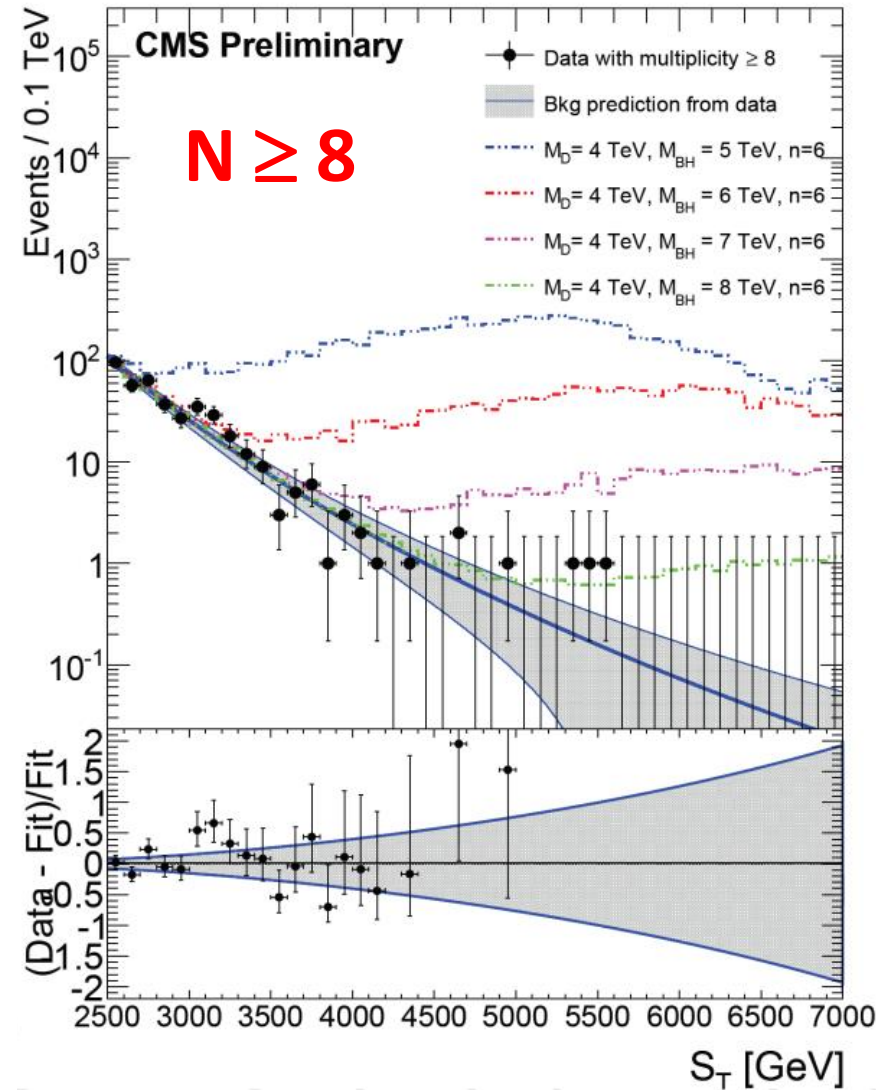 CMS Preliminary
N ≥ 8
Data with multiplicity ≥ 8
Bkg prediction from data
M_D= 4 TeV, M_BH = 5 TeV, n=6
M_D= 4 TeV, M_BH = 6 TeV, n=6
M_D= 4 TeV, M_BH = 7 TeV, n=6
M_D= 4 TeV, M_BH = 8 TeV, n=6
Events / 0.1 TeV
10^5
10^4
10^3
10^2
10
1
10^-1
(Data - Fit)/Fit
2
1.5
1
0.5
0
-0.5
-1
-1.5
-2
2500 3000 3500 4000 4500 5000 5500 6000 6500 7000
S_T [GeV]